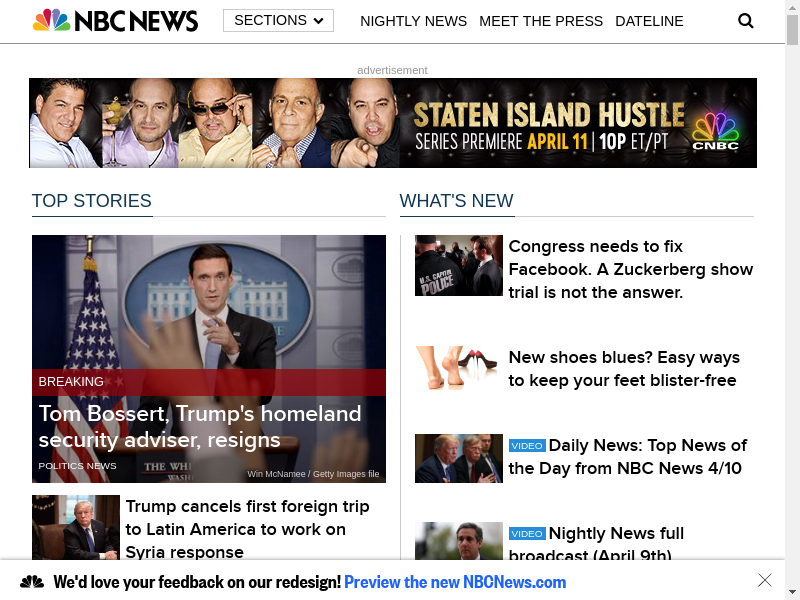 NBC NEWS SECTIONS NIGHTLY NEWS MEET THE PRESS DATELINE
advertisement
STATEN ISLAND HUSTLE
SERIES PREMIERE APRIL 11 | 10P ET/PT
CNBC
TOP STORIES
BREAKING
Tom Bossert, Trump's homeland
security adviser, resigns
POLITICS NEWS
THE WHI
WASH
Win McNamee / Getty Images file
Trump cancels first foreign trip
to Latin America to work on
Syria response
WHAT'S NEW
U.S. CAPITOL
POLICE
Congress needs to fix
Facebook. A Zuckerberg show
trial is not the answer.
New shoes blues? Easy ways
to keep your feet blister-free
VIDEO Daily News: Top News of
the Day from NBC News 4/10
VIDEO Nightly News full
broadcast (April 9th)
We'd love your feedback on our redesign! Preview the new NBCNews.com